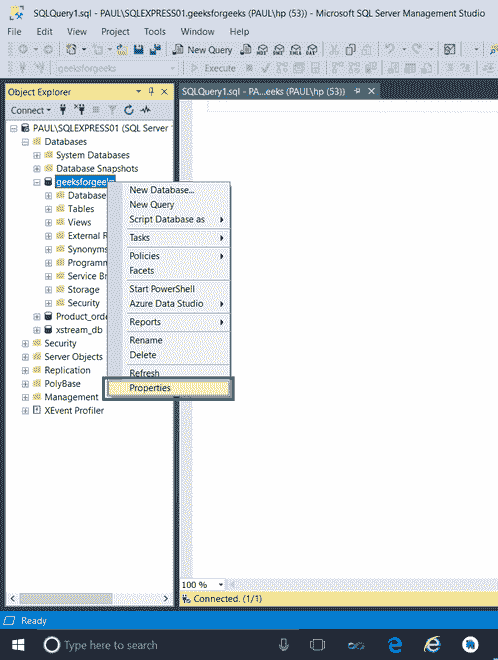 SQLQuery1.sql - PAUL\SQLEXPRESS01.geeksforgeeks (PAUL\hp (53)) - Microsoft SQL Server Management Studio
File Edit View Project Tools Window Help
New Query
geeksforgeeks Execute
Object Explorer
SQLQuery1.sql - PA...eeks (PAUL\hp (53))
Connect
PAUL\SQLEXPRESS01 (SQL Server
Databases
System Databases
Database Snapshots
geeksforgeeks
Database
Tables
Views
External R
Synonyms
Programm
Service Br
Storage
Security
Product_orde
xstream_db
Security
Server Objects
Replication
PolyBase
Management
XEvent Profiler
New Database...
New Query
Script Database as
Tasks
Policies
Facets
Start PowerShell
Azure Data Studio
Reports
Rename
Delete
Refresh
Properties
100 %
Connected. (1/1)
Ready
Type here to search